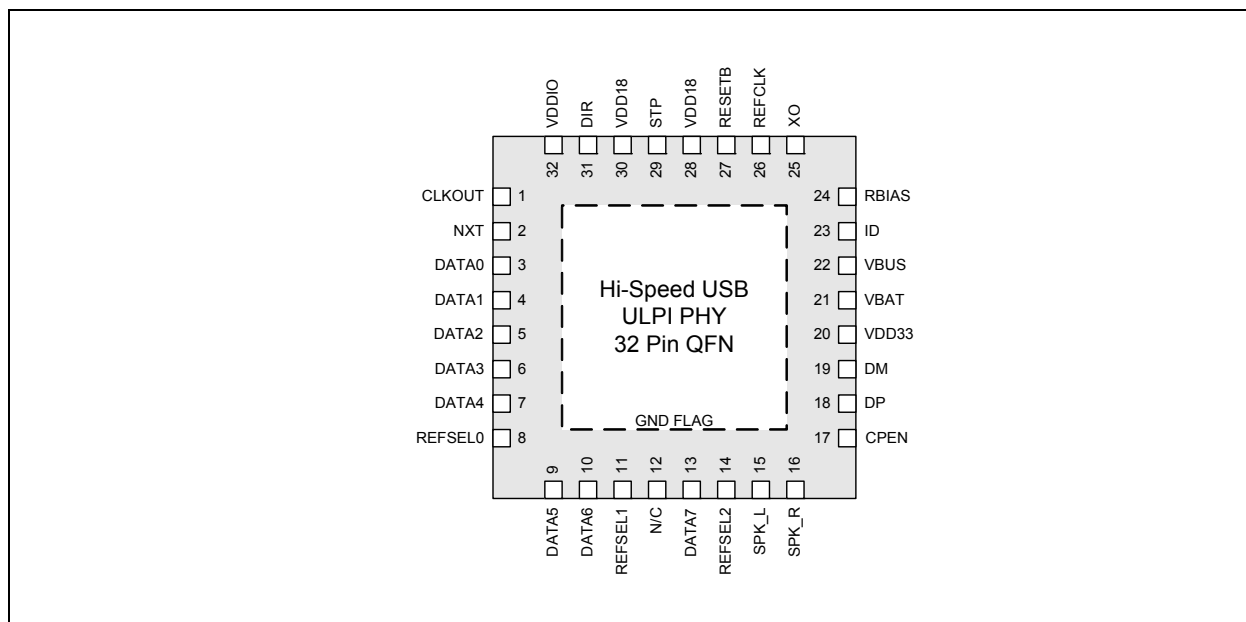 VDDIO
DIR
VDD18
STP
VDD18
RESETB
REFCLK
XO
32
31
30
29
28
27
26
25
CLKOUT 1
NXT 2
DATA0 3
DATA1 4
DATA2 5
DATA3 6
DATA4 7
REFSEL0 8
Hi-Speed USB
ULPI PHY
32 Pin QFN
GND FLAG
24 RBIAS
23 ID
22 VBUS
21 VBAT
20 VDD33
19 DM
18 DP
17 CPEN
9
10
11
12
13
14
15
16
DATA5
DATA6
REFSEL1
N/C
DATA7
REFSEL2
SPK_L
SPK_R